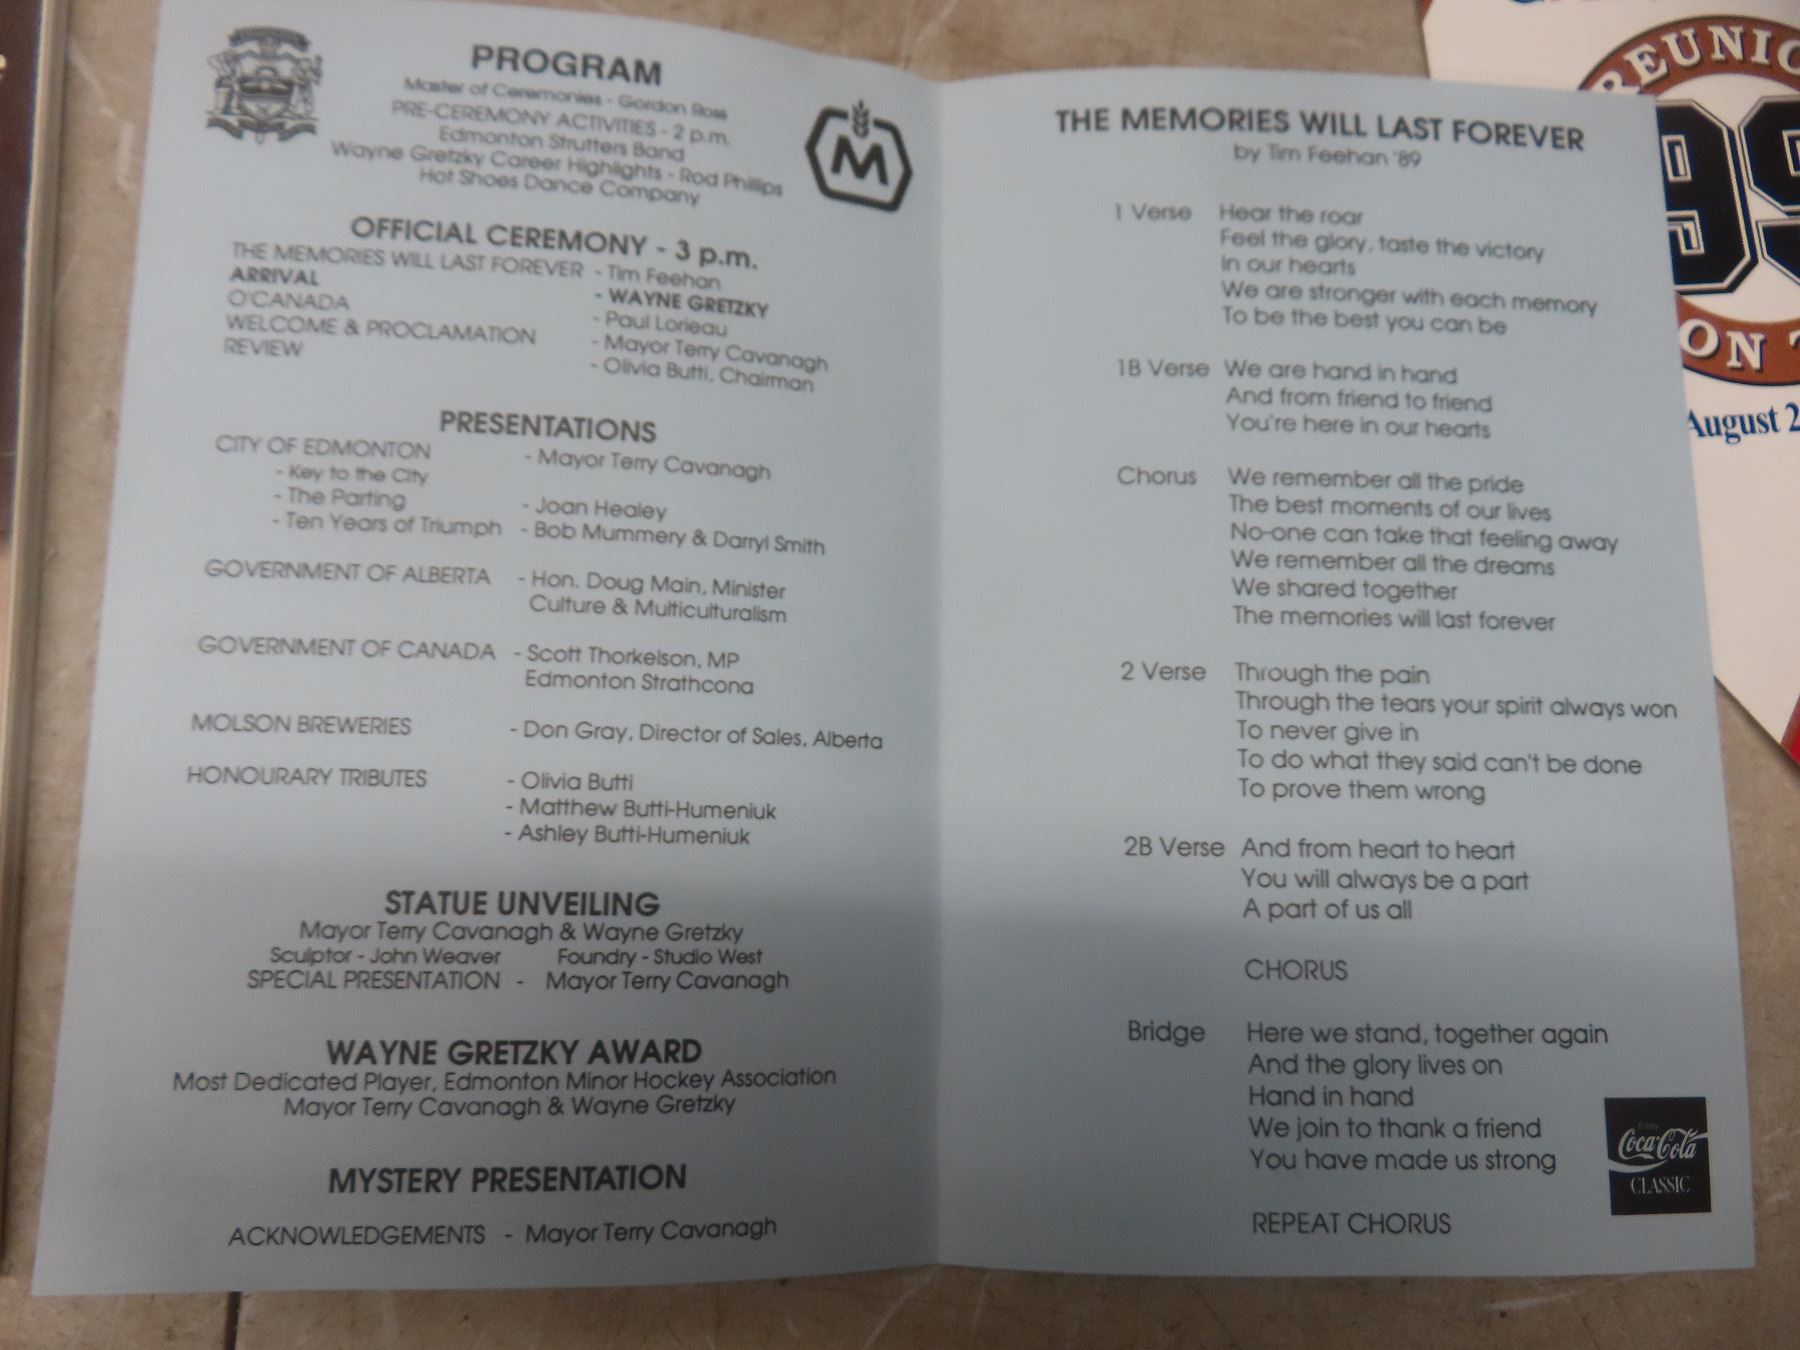 PROGRAM
Master of Ceremonies - Gordon Ross
PRE-CEREMONY ACTIVITIES - 2 p.m.
Edmonton Strutters Band
Wayne Gretzky Career Highlights - Rod Phillips
Hot Shoes Dance Company
M
OFFICIAL CEREMONY - 3 p.m.
THE MEMORIES WILL LAST FOREVER - Tim Feehan
ARRIVAL - WAYNE GRETZKY
O'CANADA - Paul Lorieau
WELCOME & PROCLAMATION - Mayor Terry Cavanagh
REVIEW - Olivia Butti, Chairman
PRESENTATIONS
CITY OF EDMONTON - Mayor Terry Cavanagh
- Key to the City
- The Parting - Joan Healey
- Ten Years of Triumph - Bob Mummery & Darryl Smith
GOVERNMENT OF ALBERTA - Hon. Doug Main, Minister
Culture & Multiculturalism
GOVERNMENT OF CANADA - Scott Thorkelson, MP
Edmonton Strathcona
MOLSON BREWERIES - Don Gray, Director of Sales, Alberta
HONOURARY TRIBUTES - Olivia Butti
- Matthew Butti-Humeniuk
- Ashley Butti-Humeniuk
STATUE UNVEILING
Mayor Terry Cavanagh & Wayne Gretzky
Sculptor - John Weaver Foundry - Studio West
SPECIAL PRESENTATION - Mayor Terry Cavanagh
WAYNE GRETZKY AWARD
Most Dedicated Player, Edmonton Minor Hockey Association
Mayor Terry Cavanagh & Wayne Gretzky
MYSTERY PRESENTATION
ACKNOWLEDGEMENTS - Mayor Terry Cavanagh
THE MEMORIES WILL LAST FOREVER
by Tim Feehan '89
1 Verse Hear the roar
Feel the glory, taste the victory
In our hearts
We are stronger with each memory
To be the best you can be
1B Verse We are hand in hand
And from friend to friend
You're here in our hearts
Chorus We remember all the pride
The best moments of our lives
No-one can take that feeling away
We remember all the dreams
We shared together
The memories will last forever
2 Verse Through the pain
Through the tears your spirit always won
To never give in
To do what they said can't be done
To prove them wrong
2B Verse And from heart to heart
You will always be a part
A part of us all
CHORUS
Bridge Here we stand, together again
And the glory lives on
Hand in hand
We join to thank a friend
You have made us strong
REPEAT CHORUS
Enjoy
Coca-Cola
CLASSIC
REUNIO
99
ON
August 2